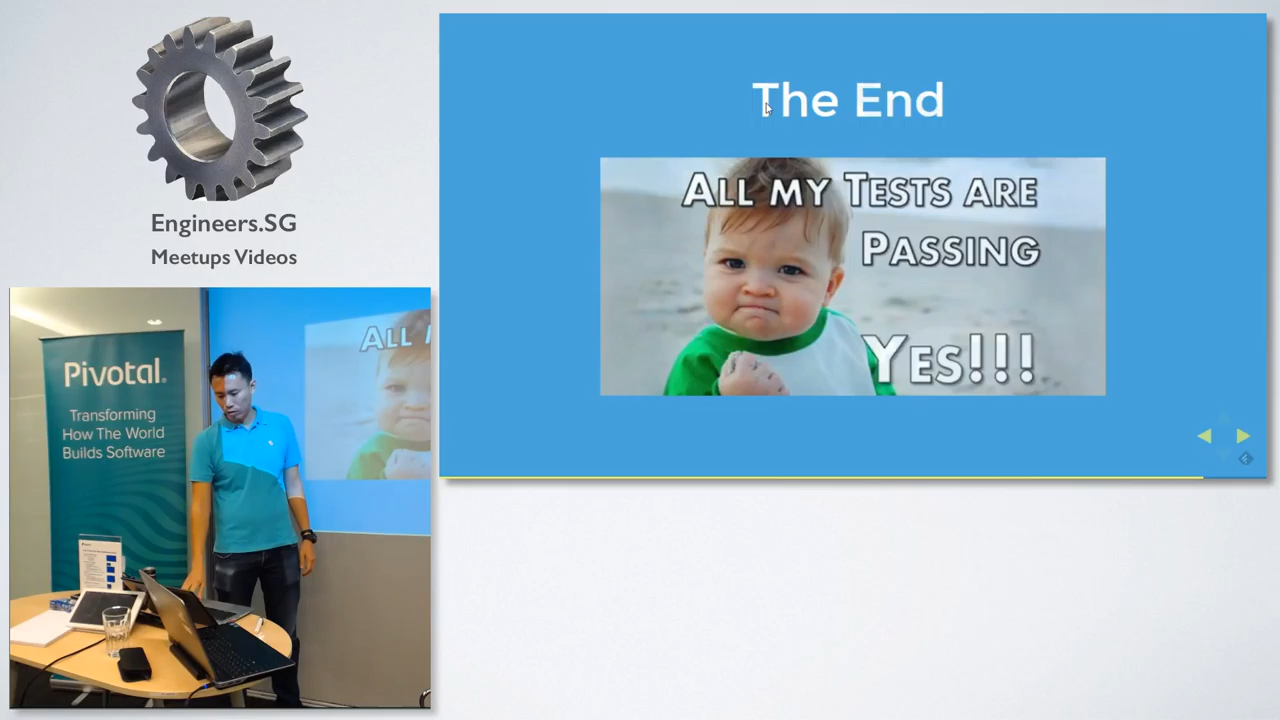 Engineers.SG
Meetups Videos
The End
ALL MY TESTS ARE
PASSING
YES!!!
Pivotal.
Transforming
How The World
Builds Software
ALL